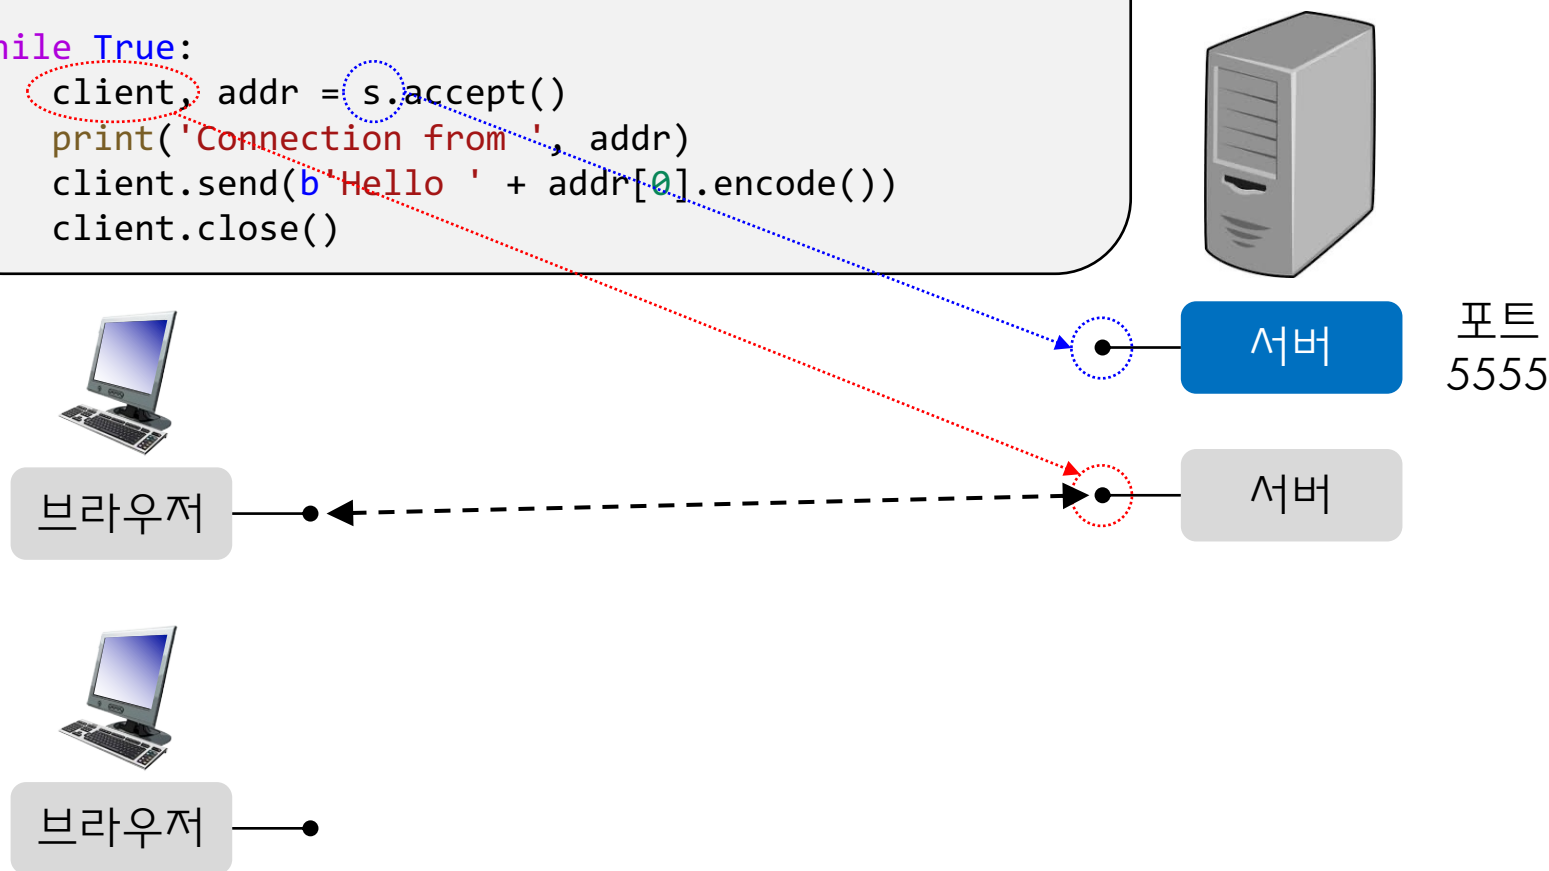 hile True:
client, addr = s.accept()
print('Connection from ', addr)
client.send(b'Hello ' + addr[0].encode())
client.close()
서버
포트
5555
브라우저
서버
브라우저